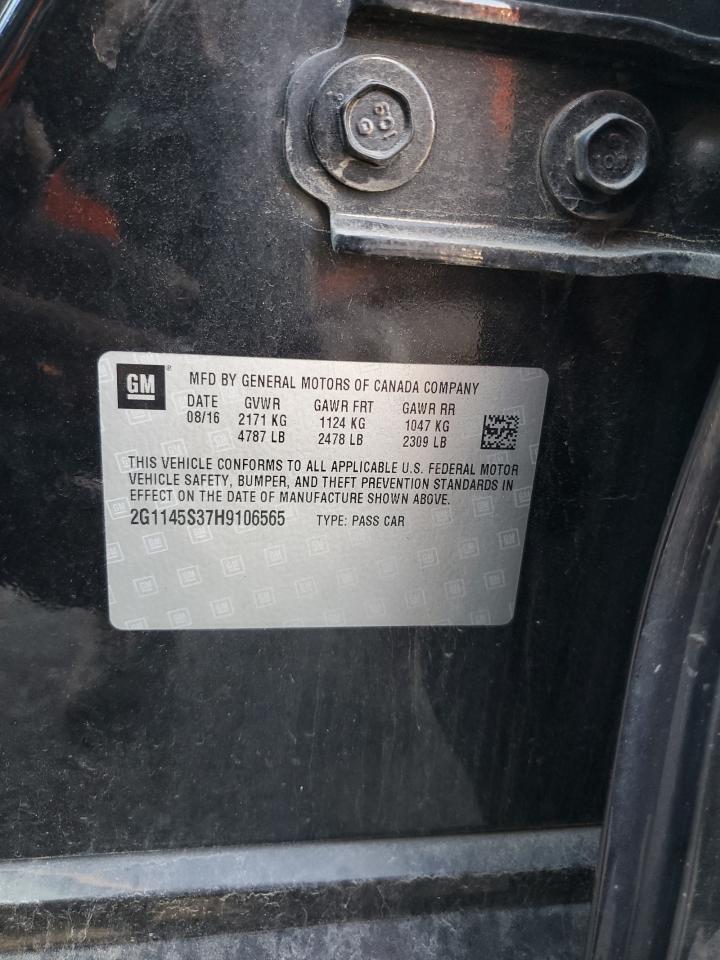 GM
MFD BY GENERAL MOTORS OF CANADA COMPANY
DATE GVWR GAWR FRT GAWR RR
08/16 2171 KG 1124 KG 1047 KG
4787 LB 2478 LB 2309 LB
THIS VEHICLE CONFORMS TO ALL APPLICABLE U.S. FEDERAL MOTOR
VEHICLE SAFETY, BUMPER, AND THEFT PREVENTION STANDARDS IN
EFFECT ON THE DATE OF MANUFACTURE SHOWN ABOVE.
2G1145S37H9106565 TYPE: PASS CAR